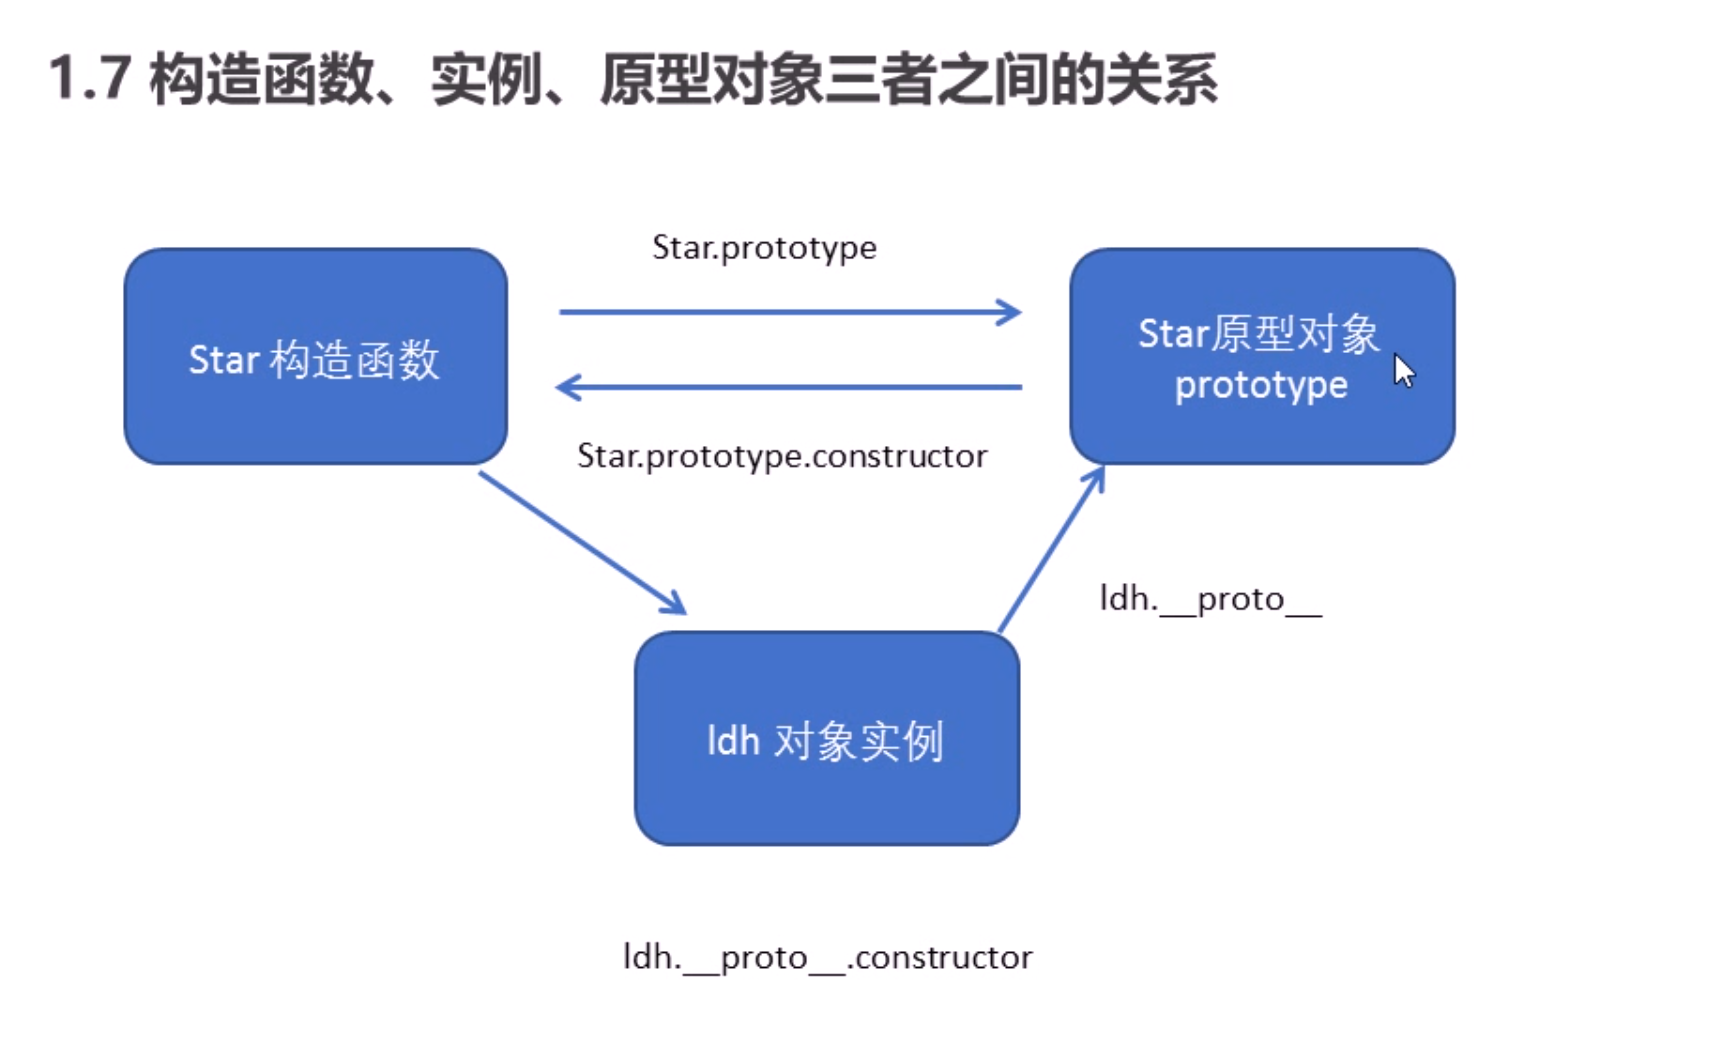 1.7 构造函数、实例、原型对象三者之间的关系
Star.prototype
Star 构造函数
Star原型对象
prototype
Star.prototype.constructor
ldh.__proto__
ldh 对象实例
ldh.__proto__.constructor